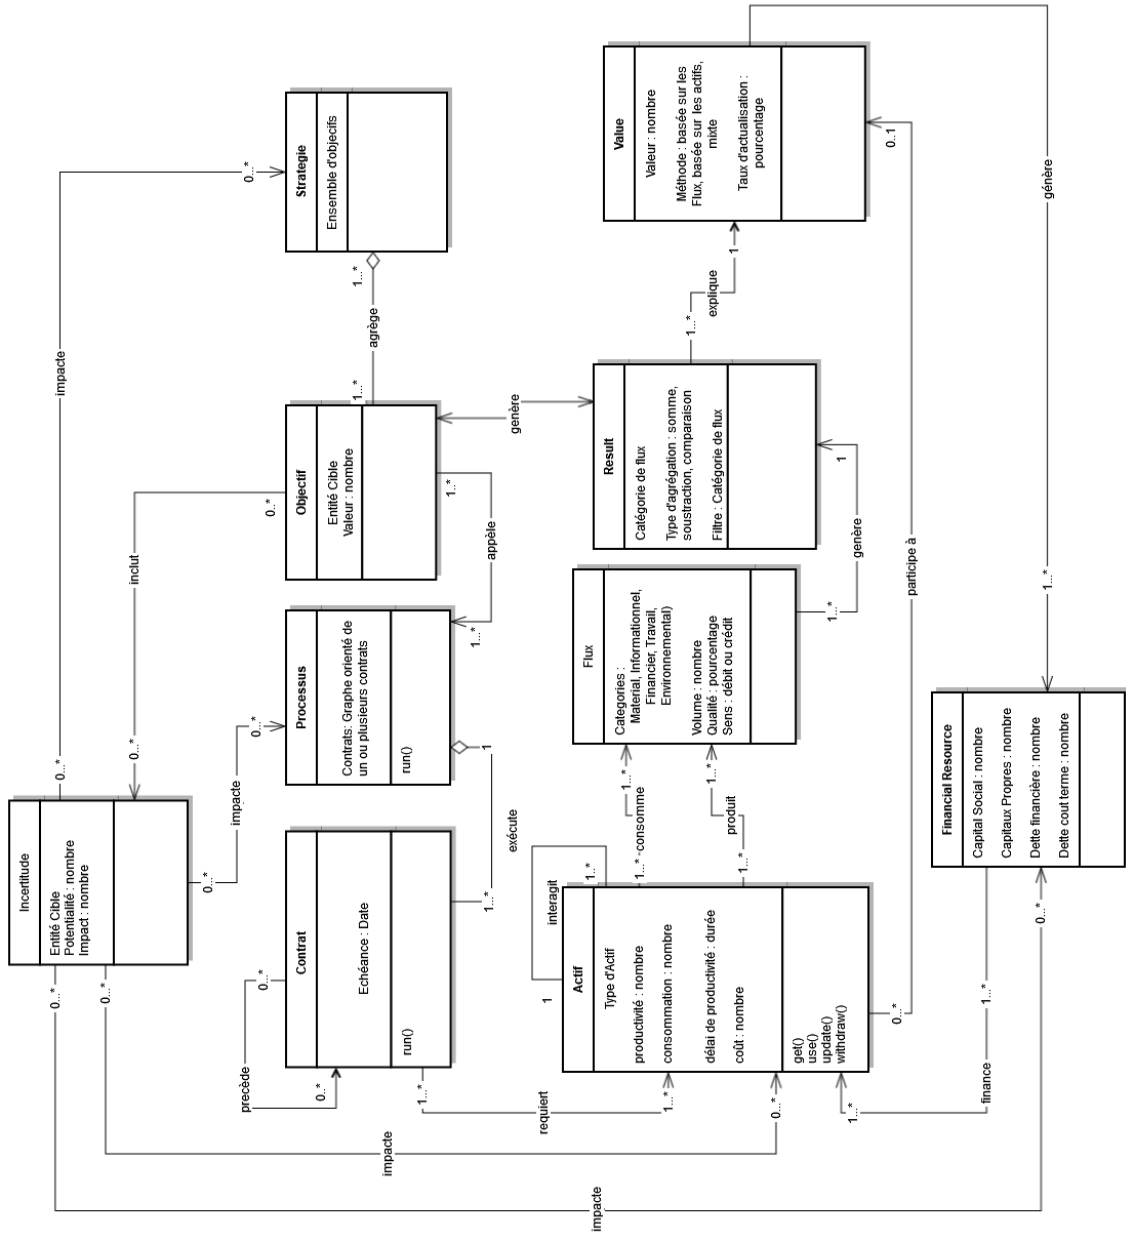 Incertitude
Entité Cible
Potentialité : nombre
Impact : nombre
0...*
impacte
0...*
0...*
impacte
0...*
0...*
inclut
0...*
0...*
impacte
0...*
0...*
impacte
0...*
Strategie
Ensemble d'objecifs
1...*
agrège
1...*
Objectif
Entité Cible
Valeur : nombre
1..*
appèle
1...*
genère
Processus
Contrats: Graphe orienté de
un ou plusieurs contrats
run()
1
exécute
1...*
Contrat
Echéance : Date
run()
0...*
precède
0..*
1...*
requiert
1...*
Value
Valeur : nombre
Méthode : basée sur les
Flux, basée sur les actifs,
mixte
Taux d'actualisation :
pourcentage
génère
1...*
Result
Catégorie de flux
Type d'agrégation : somme,
soustraction, comparaison
Filtre : Catégorie de flux
1...*
explique
1
Flux
Categories :
Material, Informationnel,
Financier, Travail,
Environnemental)
Volume : nombre
Qualité : pourcentage
Sens : débit ou crédit
1...*
genère
1
Actif
Type d'Actif
productivité : nombre
consommation : nombre
délai de productivité : durée
coût : nombre
get()
use()
update()
withdraw()
1
interagit
1..*
1...*
consomme
1...*
1...*
produit
1...*
0...*
participe à
0..1
Financial Resource
Capital Social : nombre
Capitaux Propres : nombre
Dette financière : nombre
Dette cout terme : nombre
1...*
finance
1...*